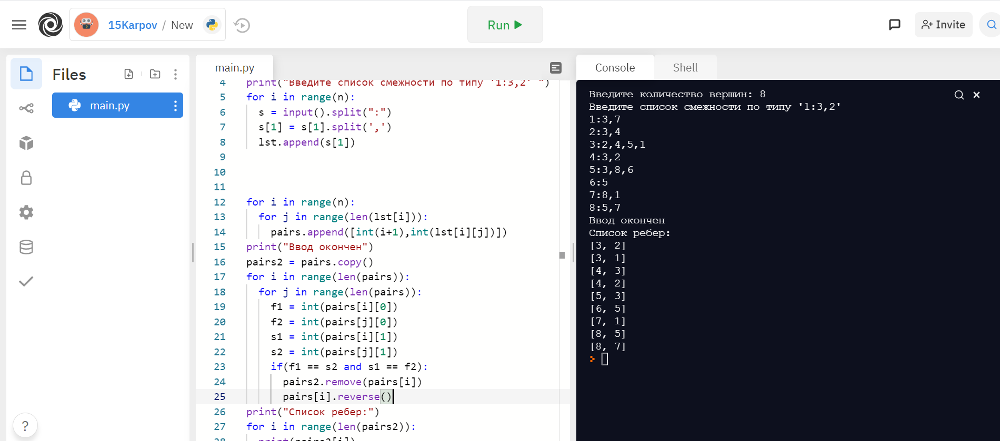 15Karpov / New
Run
Invite
Files
main.py
main.py
4 print("Введите список смежности по типу '1:3,2' ")
5 for i in range(n):
6 s = input().split(":")
7 s[1] = s[1].split(',')
8 lst.append(s[1])
9
10
11
12 for i in range(n):
13 for j in range(len(lst[i])):
14 pairs.append([int(i+1),int(lst[i][j])])
15 print("Ввод окончен")
16 pairs2 = pairs.copy()
17 for i in range(len(pairs)):
18 for j in range(len(pairs)):
19 f1 = int(pairs[i][0])
20 f2 = int(pairs[j][0])
21 s1 = int(pairs[i][1])
22 s2 = int(pairs[j][1])
23 if(f1 == s2 and s1 == f2):
24 pairs2.remove(pairs[i])
25 pairs[i].reverse()
26 print("Список ребер:")
27 for i in range(len(pairs2)):
28 print(pairs2[i])
?
Console
Shell
Введите количество вершин: 8
Введите список смежности по типу '1:3,2'
1:3,7
2:3,4
3:2,4,5,1
4:3,2
5:3,8,6
6:5
7:8,1
8:5,7
Ввод окончен
Список ребер:
[3, 2]
[3, 1]
[4, 3]
[4, 2]
[5, 3]
[6, 5]
[7, 1]
[8, 5]
[8, 7]